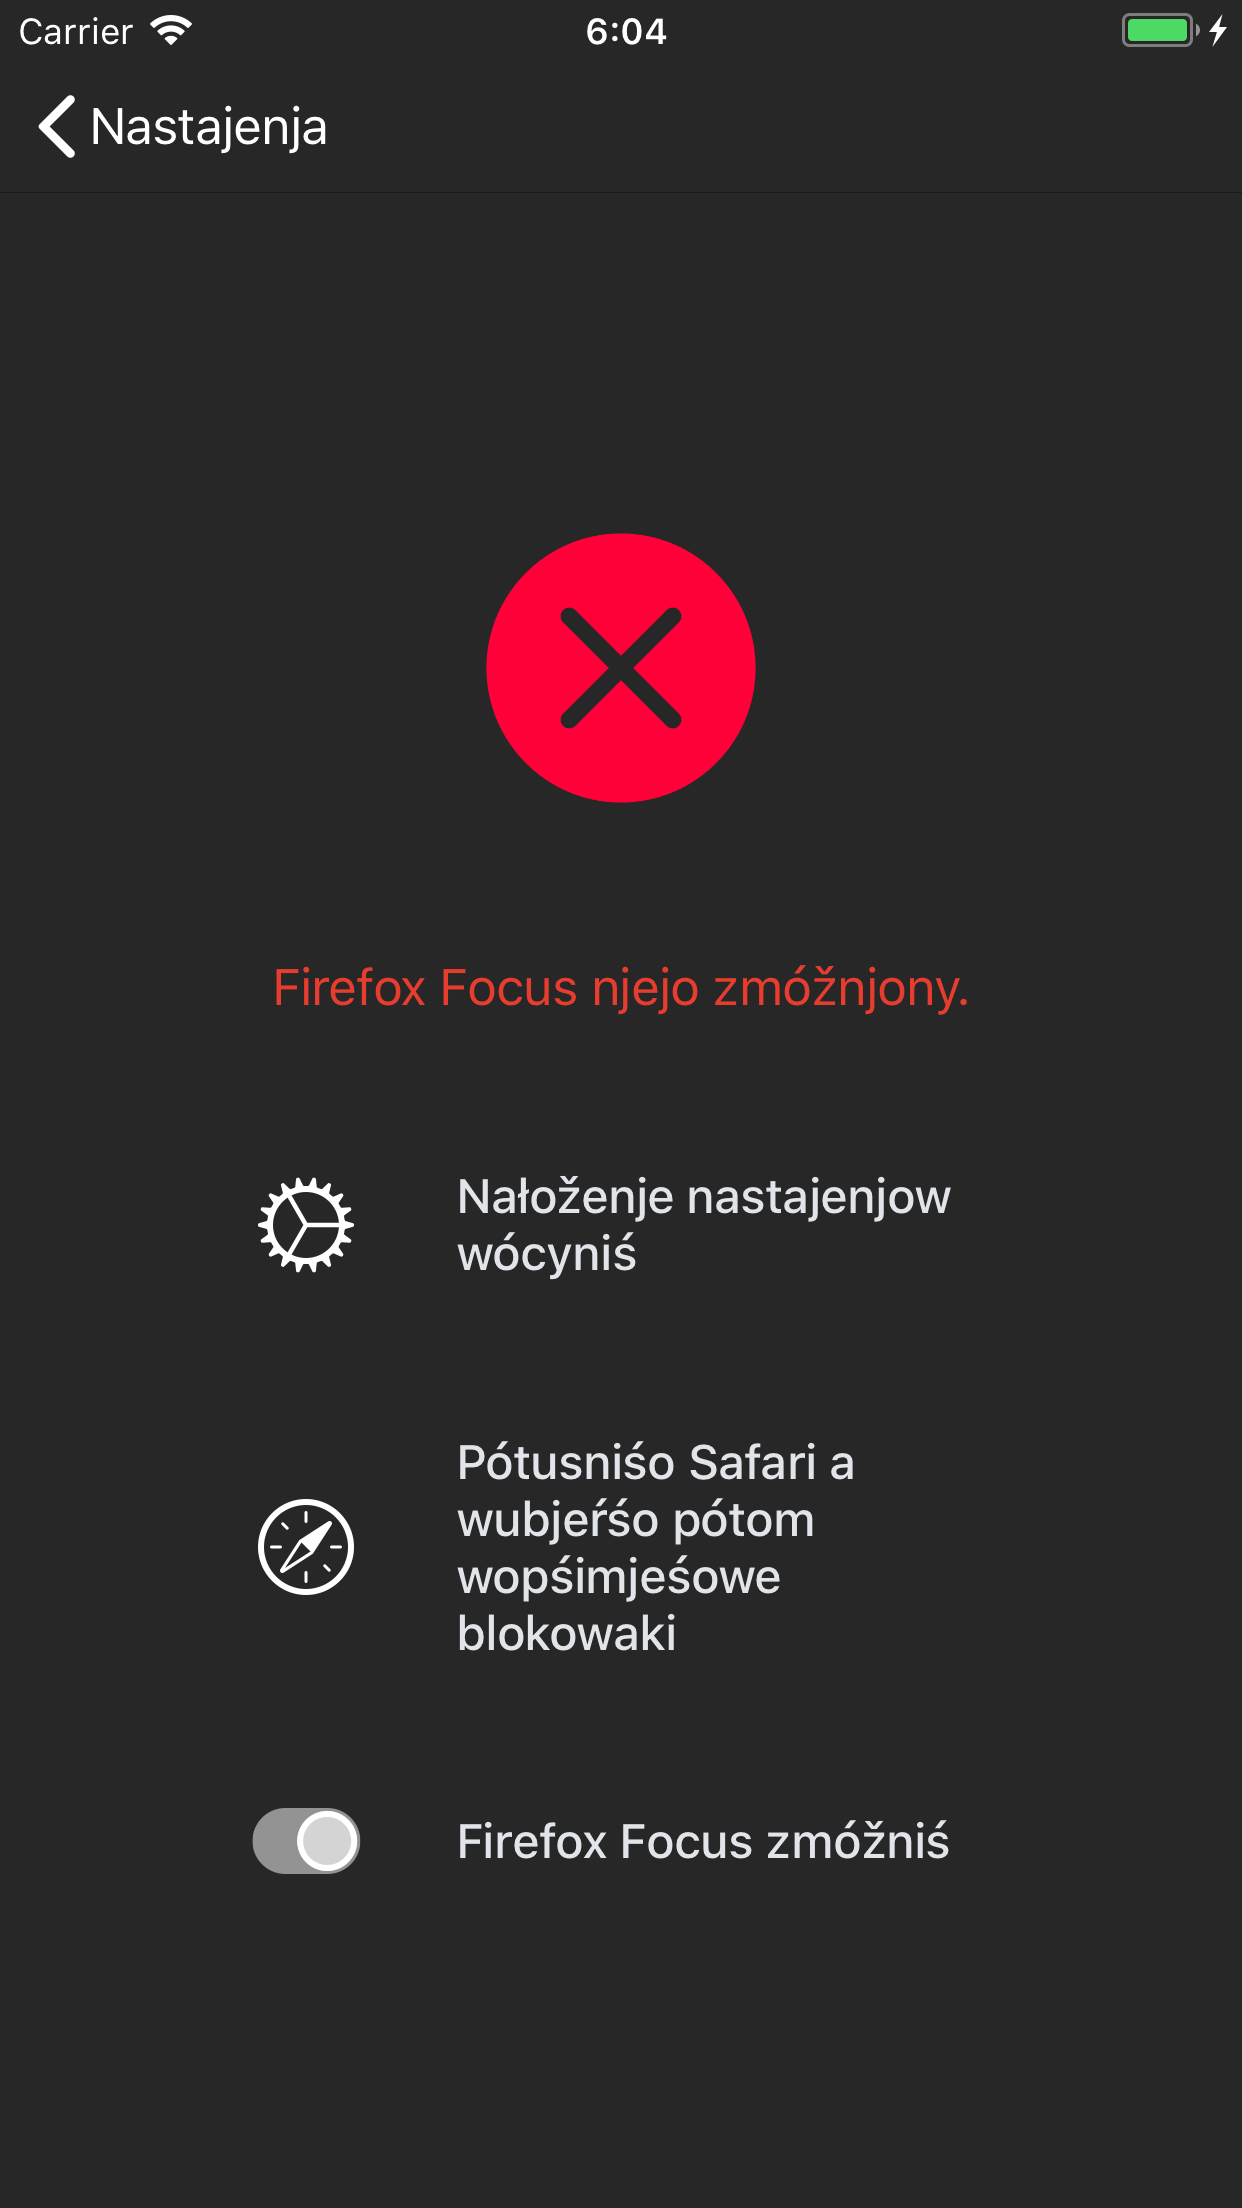 Carrier
6:04
Nastajenja
Firefox Focus njejo zmóžnjony.
Nałoženje nastajenjow
wócyniś
Pótusniśo Safari a
wubjeŕśo pótom
wopśimjeśowe
blokowaki
Firefox Focus zmóžniś